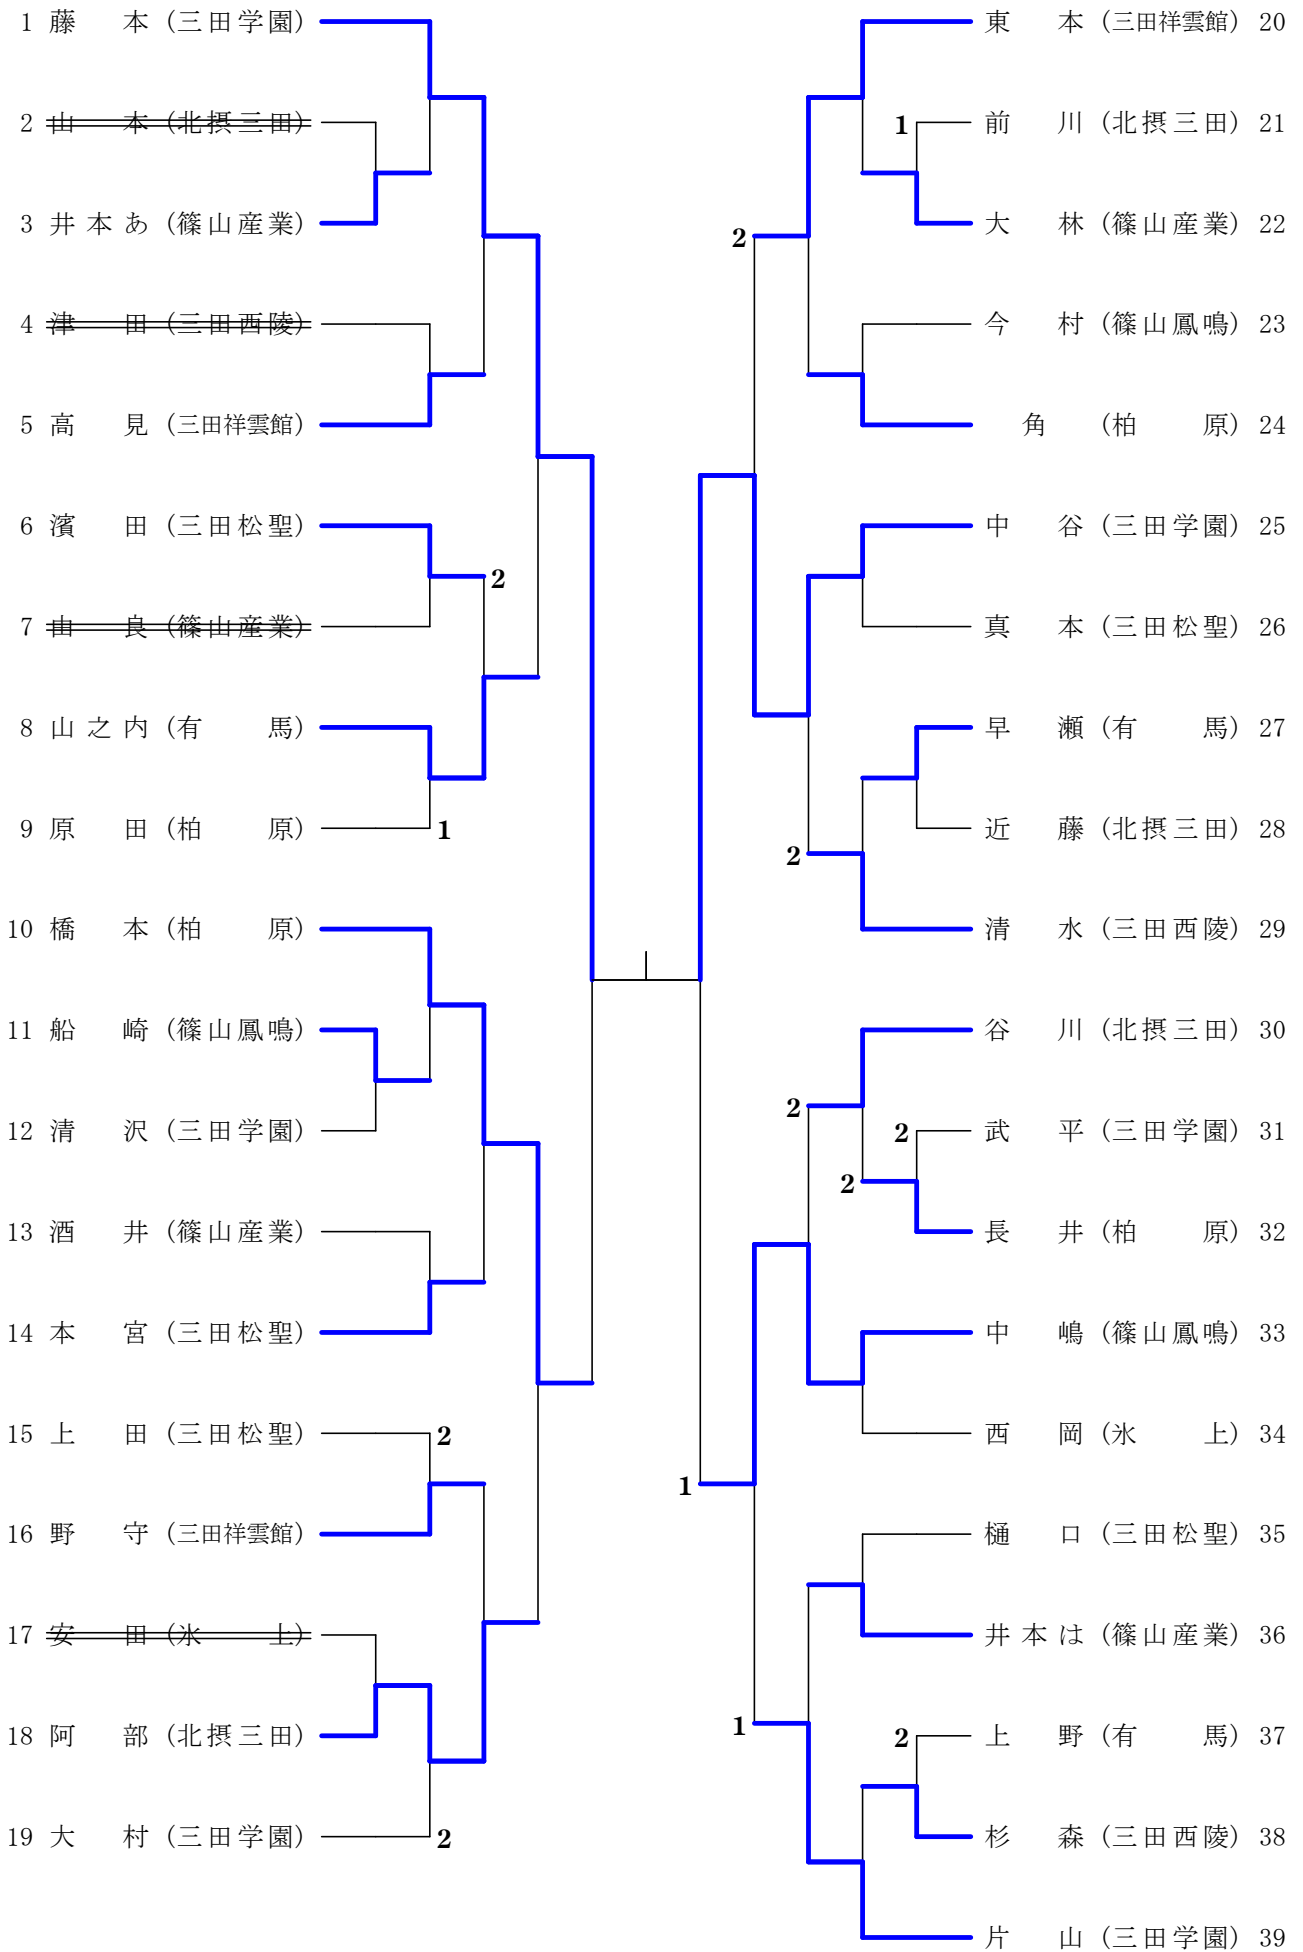 1 藤本 (三田学園)
2 山本 (北摂三田)
3 井本あ (篠山産業)
4 津田 (三田西陵)
5 高見 (三田祥雲館)
6 濱田 (三田松聖)
2
7 由良 (篠山産業)
8 山之内 (有馬)
9 原田 (柏原)
1
10 橋本 (柏原)
11 船崎 (篠山鳳鳴)
12 清沢 (三田学園)
13 酒井 (篠山産業)
14 本宮 (三田松聖)
15 上田 (三田松聖)
2
16 野守 (三田祥雲館)
17 安田 (氷上)
18 阿部 (北摂三田)
19 大村 (三田学園)
2
東本 (三田祥雲館) 20
1
前川 (北摂三田) 21
大林 (篠山産業) 22
2
今村 (篠山鳳鳴) 23
角 (柏原) 24
中谷 (三田学園) 25
真本 (三田松聖) 26
早瀬 (有馬) 27
近藤 (北摂三田) 28
2
清水 (三田西陵) 29
谷川 (北摂三田) 30
2
2
武平 (三田学園) 31
2
長井 (柏原) 32
中嶋 (篠山鳳鳴) 33
西岡 (氷上) 34
1
樋口 (三田松聖) 35
井本は (篠山産業) 36
1
2
上野 (有馬) 37
杉森 (三田西陵) 38
片山 (三田学園) 39